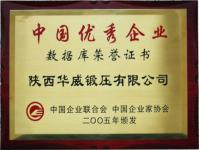 中国优秀企业
数据库荣誉证书
陕西华威锻压有限公司
中国企业联合会 中国企业家协会
二〇〇五年颁发